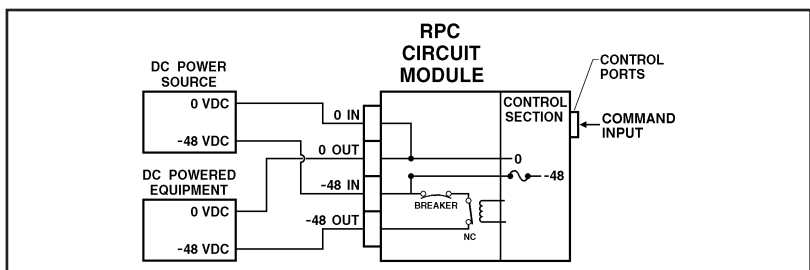 RPC
CIRCUIT
MODULE
DC POWER
SOURCE
0 VDC
-48 VDC
DC POWERED
EQUIPMENT
0 VDC
-48 VDC
0 IN
0 OUT
-48 IN
-48 OUT
BREAKER
NC
CONTROL
SECTION
0
-48
CONTROL
PORTS
COMMAND
INPUT